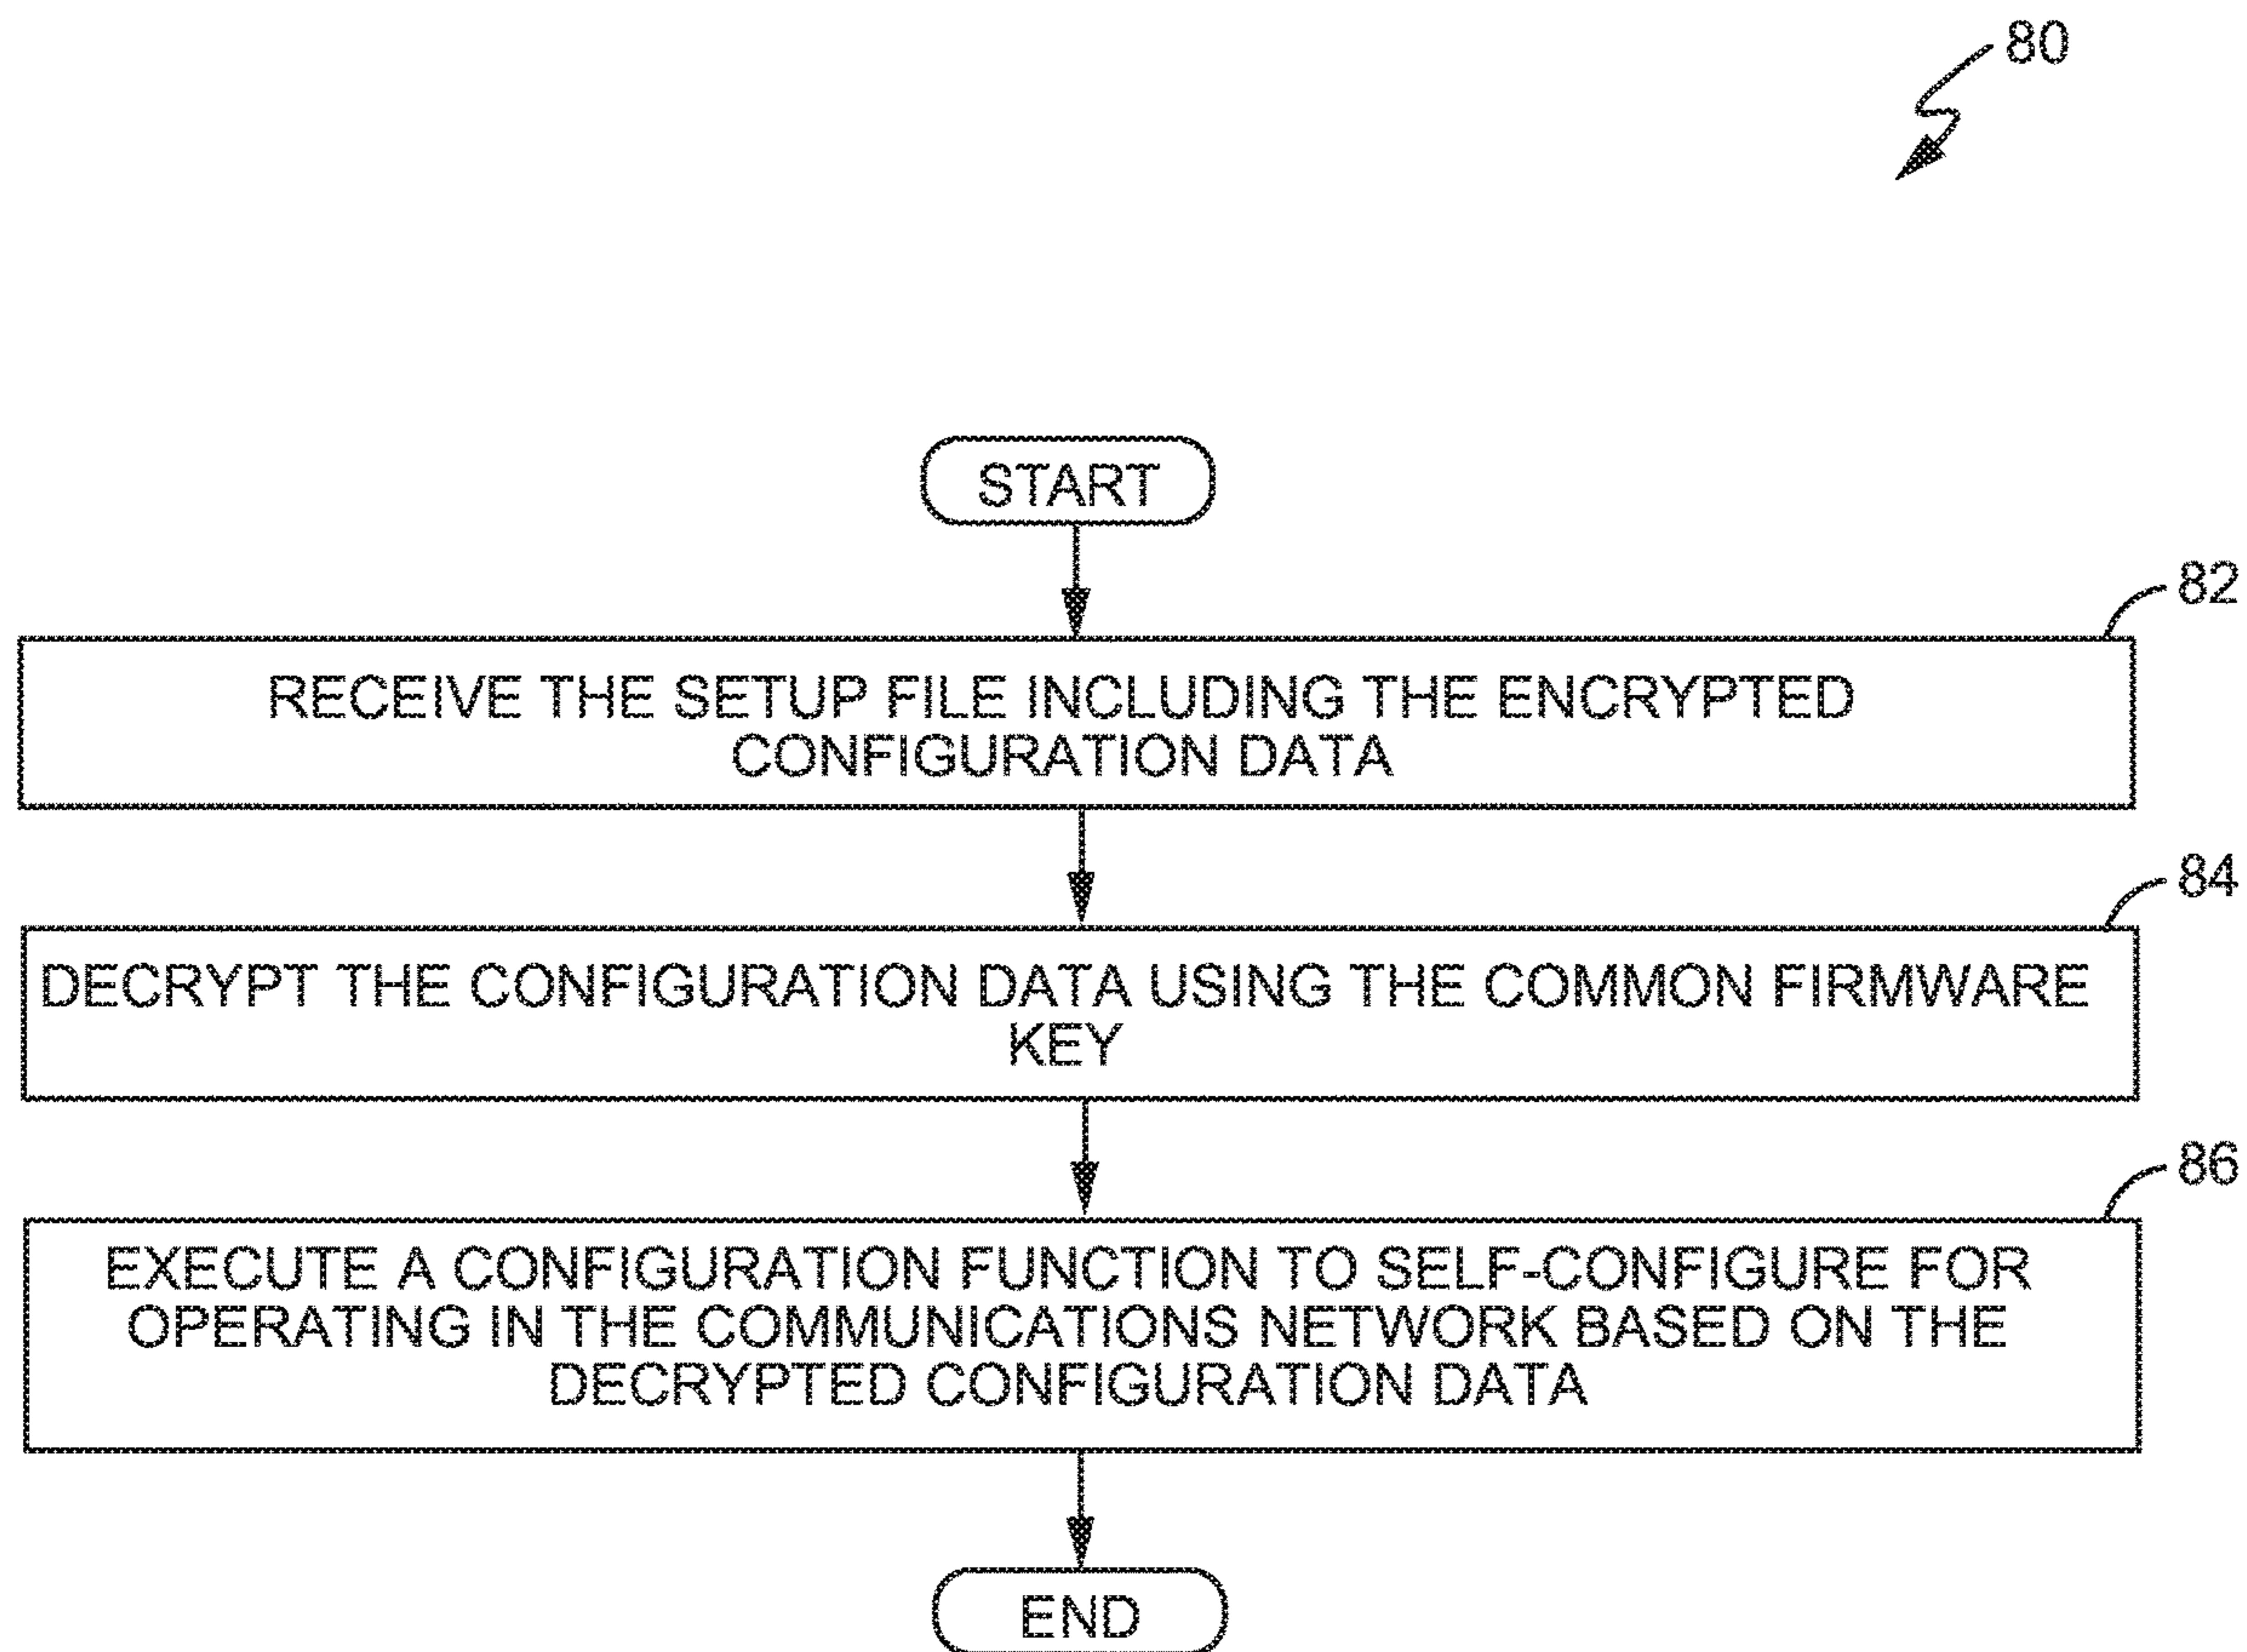 80
START
82
RECEIVE THE SETUP FILE INCLUDING THE ENCRYPTED
CONFIGURATION DATA
84
DECRYPT THE CONFIGURATION DATA USING THE COMMON FIRMWARE
KEY
86
EXECUTE A CONFIGURATION FUNCTION TO SELF-CONFIGURE FOR
OPERATING IN THE COMMUNICATIONS NETWORK BASED ON THE
DECRYPTED CONFIGURATION DATA
END